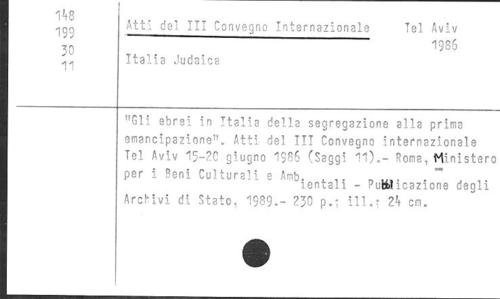 148
199
30
11
Atti del III Convegno Internazionale Tel Aviv
1986
Italia Judaica
"Gli ebrei in Italia della segregazione alla prima
emancipazione". Atti del III Convegno internazionale
Tel Aviv 15-20 giugno 1986 (Saggi 11).- Roma, Ministero
per i Beni Culturali e Ambientali - Pubblicazione degli
Archivi di Stato, 1989.- 230 p.; ill.; 24 cm.